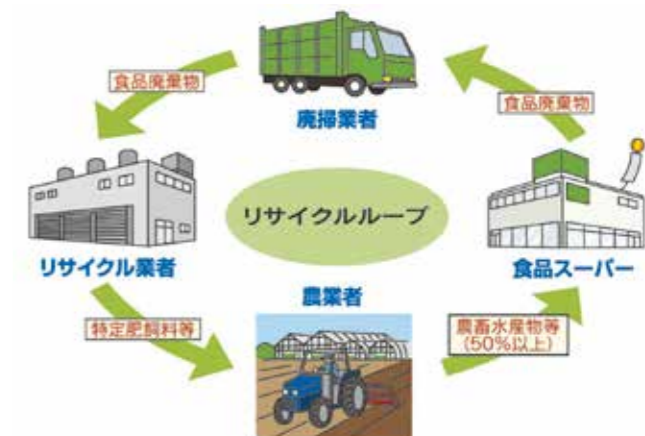 食品廃棄物
廃掃業者
食品廃棄物
リサイクルループ
リサイクル業者
食品スーパー
農業者
特定肥飼料等
農畜水産物等
(50%以上)